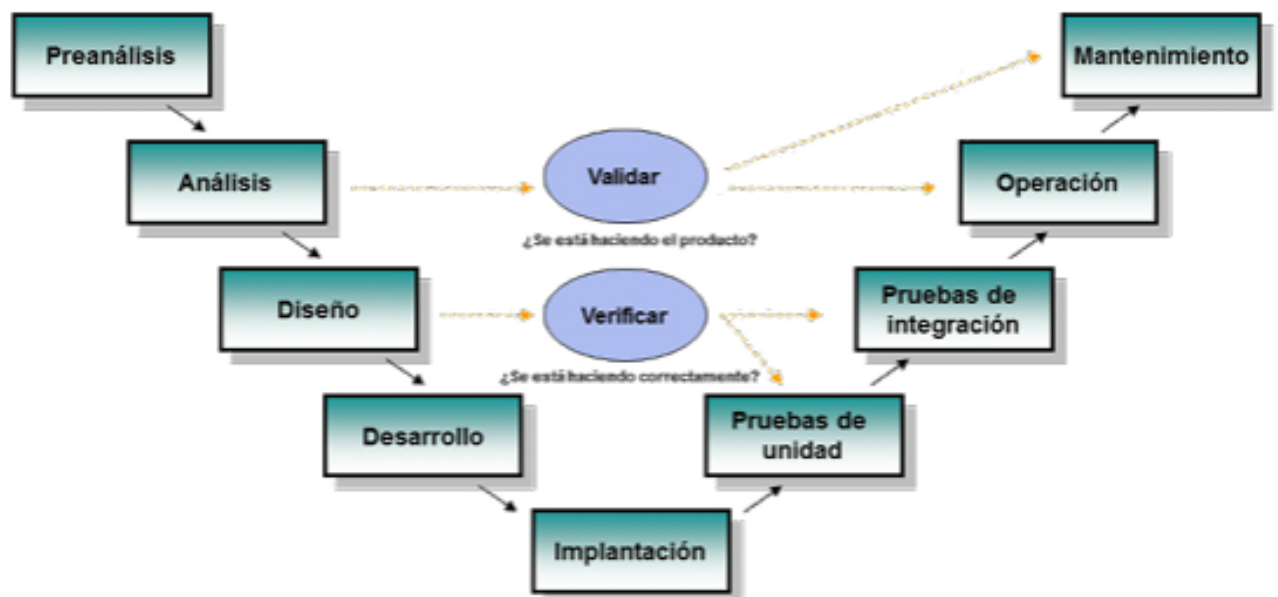 Preanálisis
Mantenimiento
Análisis
Validar
Operación
¿Se está haciendo el producto?
Diseño
Verificar
Pruebas de
integración
¿Se está haciendo correctamente?
Desarrollo
Pruebas de
unidad
Implantación